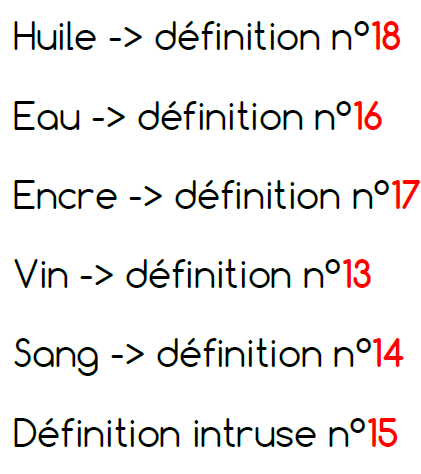 Huile -> définition n°18
Eau -> définition n°16
Encre -> définition n°17
Vin -> définition n°13
Sang -> définition n°14
Définition intruse n°15